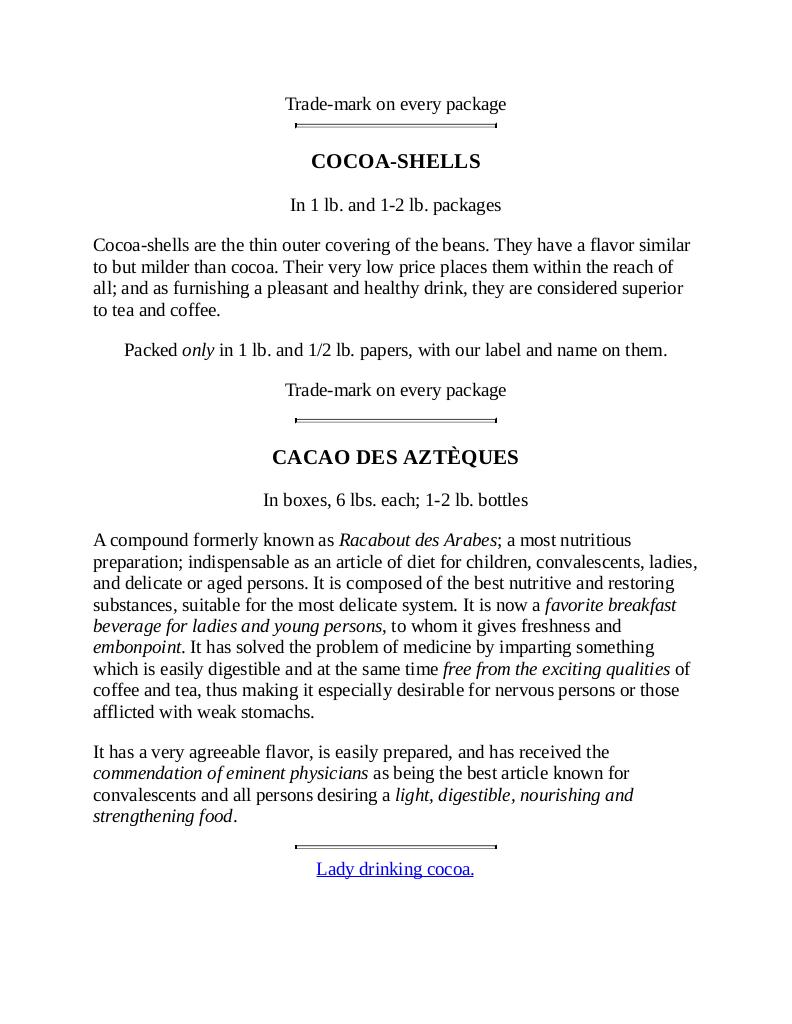 Trade-mark on every package
COCOA-SHELLS
In 1 lb. and 1-2 lb. packages
Cocoa-shells are the thin outer covering of the beans. They have a flavor similar
to but milder than cocoa. Their very low price places them within the reach of
all; and as furnishing a pleasant and healthy drink, they are considered superior
to tea and coffee.
Packed only in 1 lb. and 1/2 lb. papers, with our label and name on them.
Trade-mark on every package
CACAO DES AZTÈQUES
In boxes, 6 lbs. each; 1-2 lb. bottles
A compound formerly known as Racabout des Arabes; a most nutritious
preparation; indispensable as an article of diet for children, convalescents, ladies,
and delicate or aged persons. It is composed of the best nutritive and restoring
substances, suitable for the most delicate system. It is now a favorite breakfast
beverage for ladies and young persons, to whom it gives freshness and
embonpoint. It has solved the problem of medicine by imparting something
which is easily digestible and at the same time free from the exciting qualities of
coffee and tea, thus making it especially desirable for nervous persons or those
afflicted with weak stomachs.
It has a very agreeable flavor, is easily prepared, and has received the
commendation of eminent physicians as being the best article known for
convalescents and all persons desiring a light, digestible, nourishing and
strengthening food.
Lady drinking cocoa.